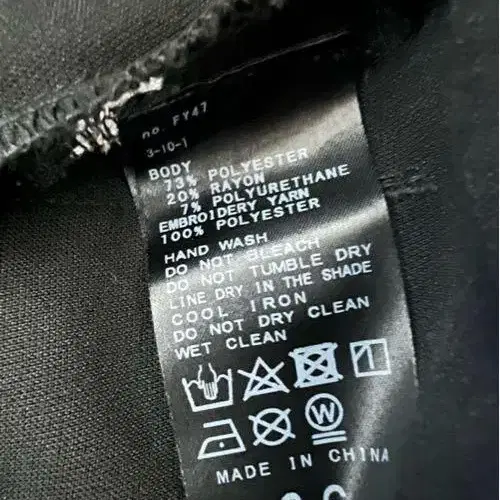 no. FY47
3-10-1
BODY
73% POLYESTER
20% RAYON
7% POLYURETHANE
EMBROIDERY YARN
100% POLYESTER
HAND WASH
DO NOT BLEACH
DO NOT TUMBLE DRY
LINE DRY IN THE SHADE
COOL IRON
DO NOT DRY CLEAN
WET CLEAN
W
MADE IN CHINA